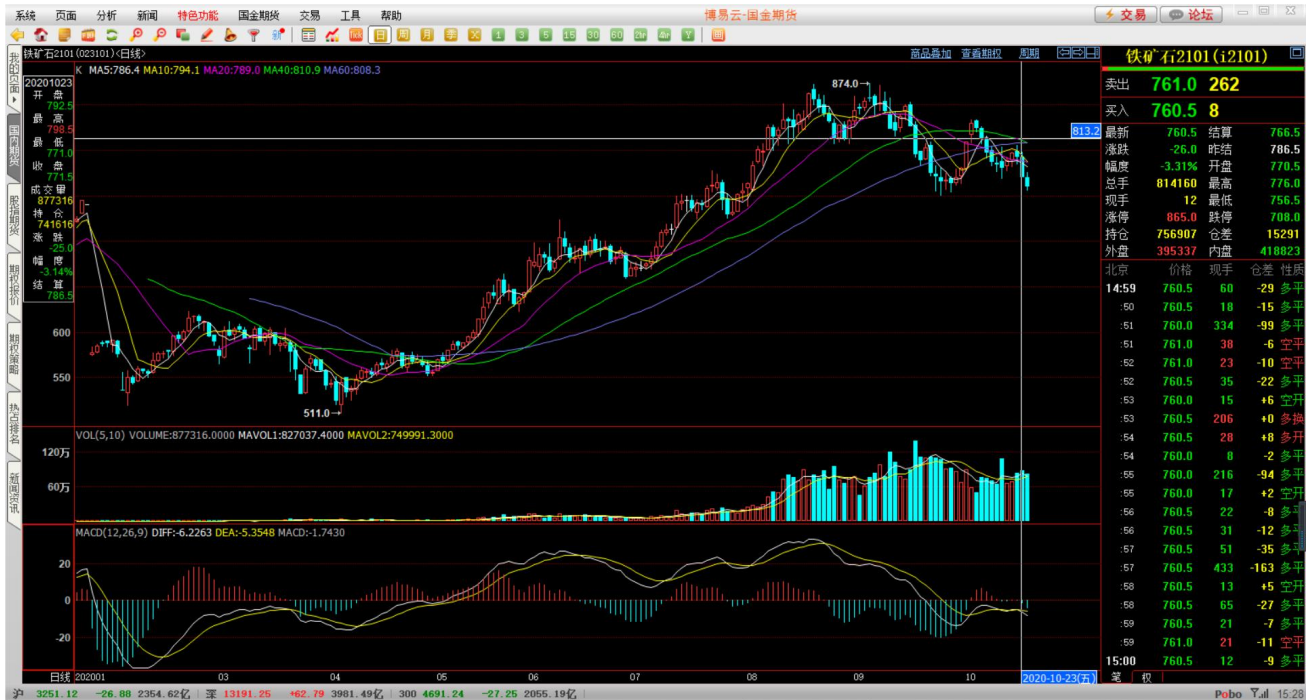 系统 页面 分析 新闻 特色功能 国金期货 交易 工具 帮助 博易云-国金期货 交易 论坛
日 周 月 季 X 1 3 5 15 30 60 2hr 4hr Y
我的页面
国内期货
股指期货
期权报价
期权策略
热点排名
新闻资讯
铁矿石2101(023101)<日线> 商品叠加 查看期权 周期
K MA5:786.4 MA10:794.1 MA20:789.0 MA40:810.9 MA60:808.3
20201023
开 盘
792.5
最 高
798.5
最 低
771.0
收 盘
771.5
成交量
877316
持 仓
741616
涨 跌
-25.0
幅 度
-3.14%
结 算
786.5
874.0→
813.2
600
550
511.0→
VOL(5,10) VOLUME:877316.0000 MAVOL1:827037.4000 MAVOL2:749991.3000
120万
60万
MACD(12,26,9) DIFF:-6.2263 DEA:-5.3548 MACD:-1.7430
20
0
-20
日线 202001 03 04 05 06 07 08 09 10 2020-10-23(五)
铁矿石2101(i2101)
卖出 761.0 262
买入 760.5 8
最新 760.5 结算 766.5
涨跌 -26.0 昨结 786.5
幅度 -3.31% 开盘 770.5
总手 814160 最高 776.0
现手 12 最低 756.5
涨停 865.0 跌停 708.0
持仓 756907 仓差 15291
外盘 395337 内盘 418823
北京 价格 现手 仓差 性质
14:59 760.5 60 -29 多平
:50 760.5 18 -15 多平
:51 760.0 334 -99 多平
:51 761.0 38 -6 空平
:52 761.0 23 -10 空平
:52 760.5 35 -22 多平
:53 760.0 15 +6 空开
:53 760.5 206 +0 多换
:54 760.5 28 +8 多开
:54 760.0 8 -2 多平
:55 760.0 216 -94 多平
:55 760.0 17 +2 空开
:56 760.5 22 -8 多平
:56 760.5 31 -12 多平
:57 760.5 51 -35 多平
:57 760.5 433 -163 多平
:58 760.5 13 +5 空开
:58 760.5 65 -27 多平
:59 760.5 21 -7 多平
:59 761.0 21 -11 空平
15:00 760.5 12 -9 多平
笔 权
沪 3251.12 -26.88 2354.62亿 深 13191.25 +62.79 3981.49亿 300 4691.24 -27.25 2055.19亿 Pobo